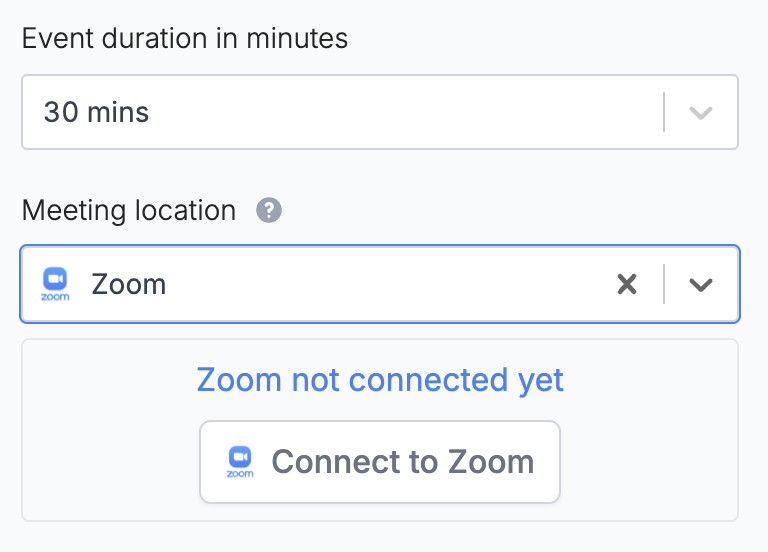 Event duration in minutes
30 mins
Meeting location ?
zoom Zoom
Zoom not connected yet
zoom Connect to Zoom